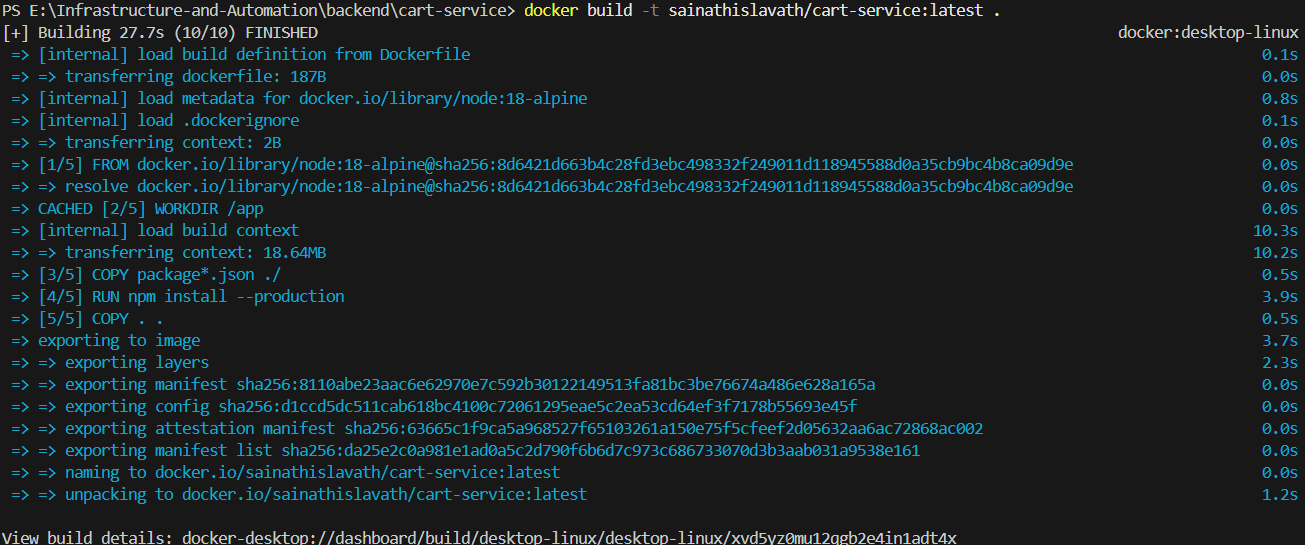 PS E:\Infrastructure-and-Automation\backend\cart-service> docker build -t sainathislavath/cart-service:latest .
[+] Building 27.7s (10/10) FINISHED docker:desktop-linux
=> [internal] load build definition from Dockerfile 0.1s
=> => transferring dockerfile: 187B 0.0s
=> [internal] load metadata for docker.io/library/node:18-alpine 0.8s
=> [internal] load .dockerignore 0.1s
=> => transferring context: 2B 0.0s
=> [1/5] FROM docker.io/library/node:18-alpine@sha256:8d6421d663b4c28fd3ebc498332f249011d118945588d0a35cb9bc4b8ca09d9e 0.0s
=> => resolve docker.io/library/node:18-alpine@sha256:8d6421d663b4c28fd3ebc498332f249011d118945588d0a35cb9bc4b8ca09d9e 0.0s
=> CACHED [2/5] WORKDIR /app 0.0s
=> [internal] load build context 10.3s
=> => transferring context: 18.64MB 10.2s
=> [3/5] COPY package*.json ./ 0.5s
=> [4/5] RUN npm install --production 3.9s
=> [5/5] COPY . . 0.5s
=> exporting to image 3.7s
=> => exporting layers 2.3s
=> => exporting manifest sha256:8110abe23aac6e62970e7c592b30122149513fa81bc3be76674a486e628a165a 0.0s
=> => exporting config sha256:d1ccd5dc511cab618bc4100c72061295eae5c2ea53cd64ef3f7178b55693e45f 0.0s
=> => exporting attestation manifest sha256:63665c1f9ca5a968527f65103261a150e75f5cfeef2d05632aa6ac72868ac002 0.0s
=> => exporting manifest list sha256:da25e2c0a981e1ad0a5c2d790f6b6d7c973c686733070d3b3aab031a9538e161 0.0s
=> => naming to docker.io/sainathislavath/cart-service:latest 0.0s
=> => unpacking to docker.io/sainathislavath/cart-service:latest 1.2s
View build details: docker-desktop://dashboard/build/desktop-linux/desktop-linux/xvd5yz0mu12qgb2e4in1adt4x